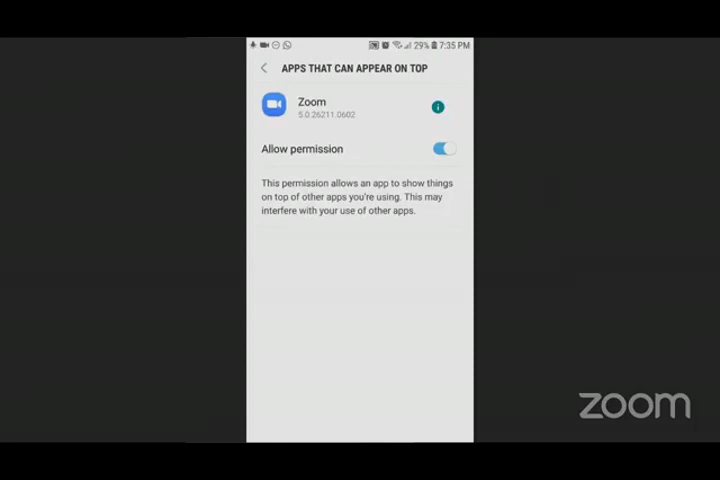 29% 7:35 PM
APPS THAT CAN APPEAR ON TOP
Zoom
5.0.26211.0602
Allow permission
This permission allows an app to show things
on top of other apps you're using. This may
interfere with your use of other apps.
zoom